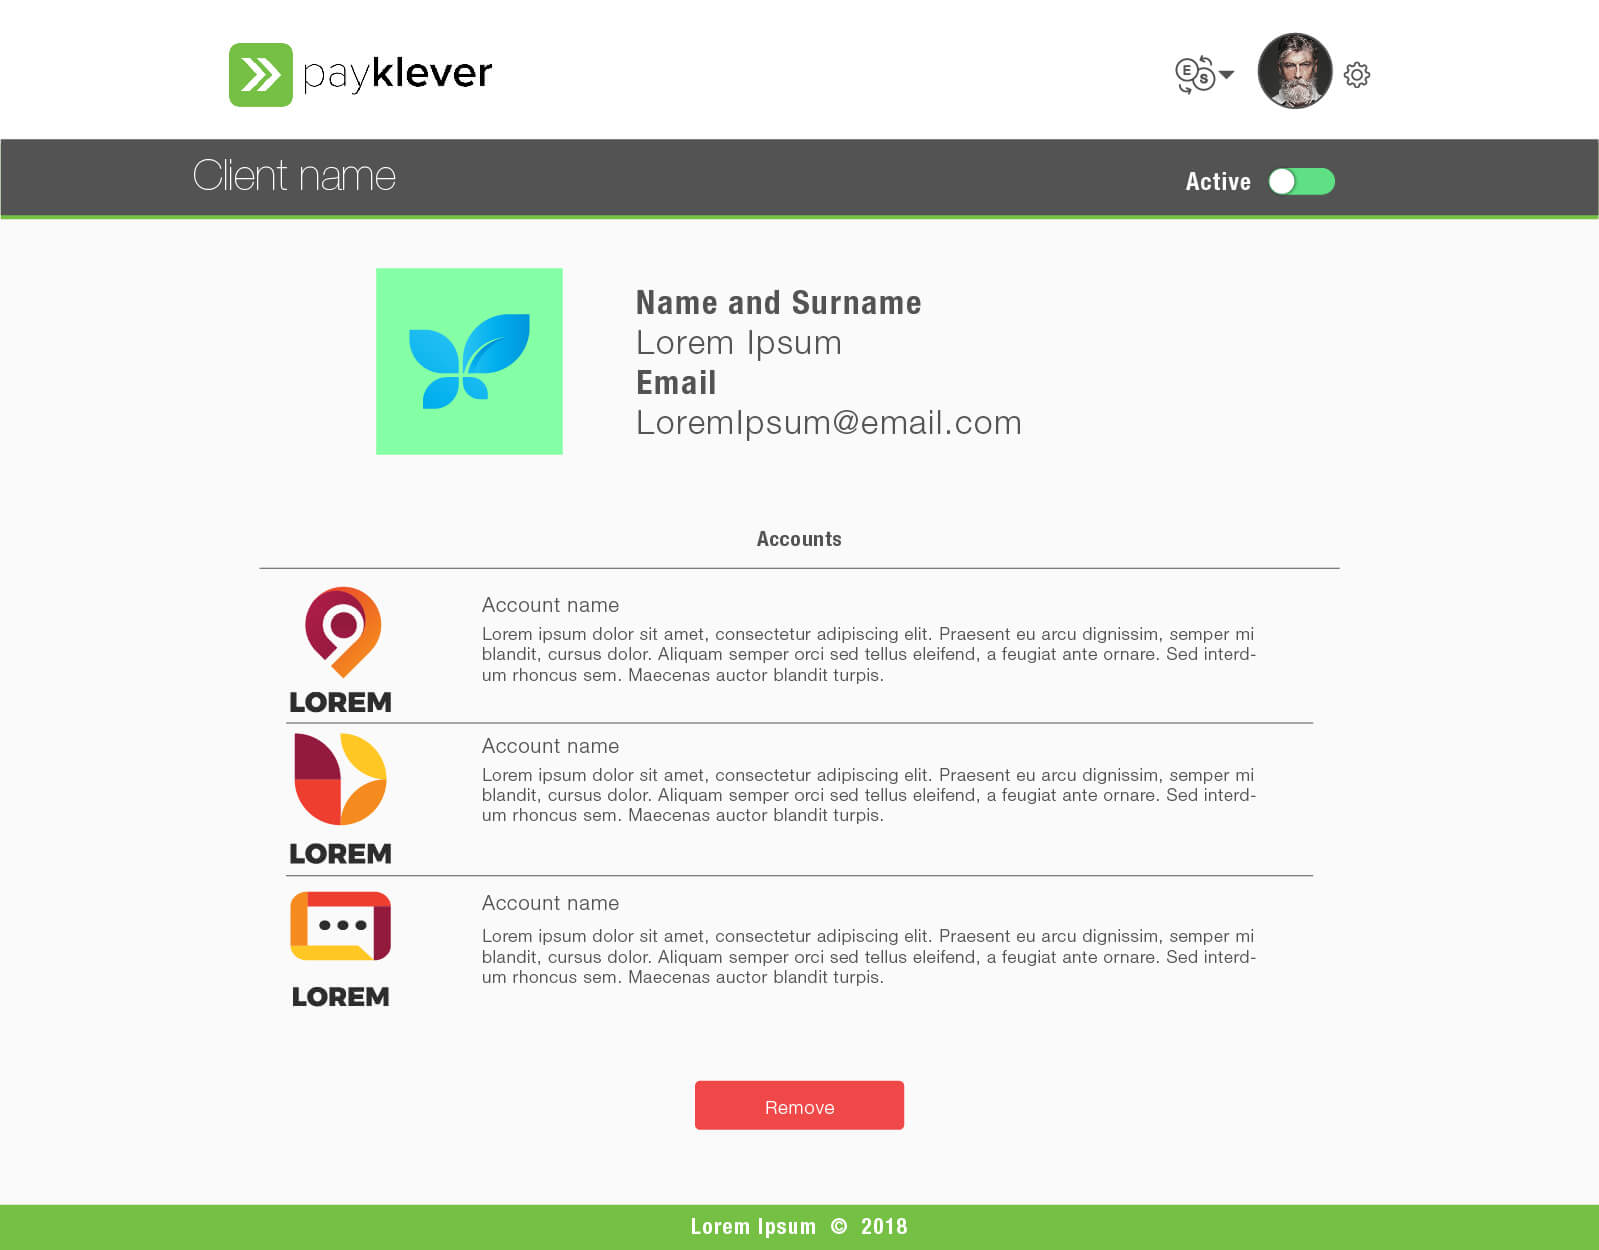 payklever
E S
Client name
Active
Name and Surname
Lorem Ipsum
Email
LoremIpsum@email.com
Accounts
Account name
Lorem ipsum dolor sit amet, consectetur adipiscing elit. Praesent eu arcu dignissim, semper mi
blandit, cursus dolor. Aliquam semper orci sed tellus eleifend, a feugiat ante ornare. Sed interd-
um rhoncus sem. Maecenas auctor blandit turpis.
LOREM
Account name
Lorem ipsum dolor sit amet, consectetur adipiscing elit. Praesent eu arcu dignissim, semper mi
blandit, cursus dolor. Aliquam semper orci sed tellus eleifend, a feugiat ante ornare. Sed interd-
um rhoncus sem. Maecenas auctor blandit turpis.
LOREM
Account name
Lorem ipsum dolor sit amet, consectetur adipiscing elit. Praesent eu arcu dignissim, semper mi
blandit, cursus dolor. Aliquam semper orci sed tellus eleifend, a feugiat ante ornare. Sed interd-
um rhoncus sem. Maecenas auctor blandit turpis.
LOREM
Remove
Lorem Ipsum © 2018